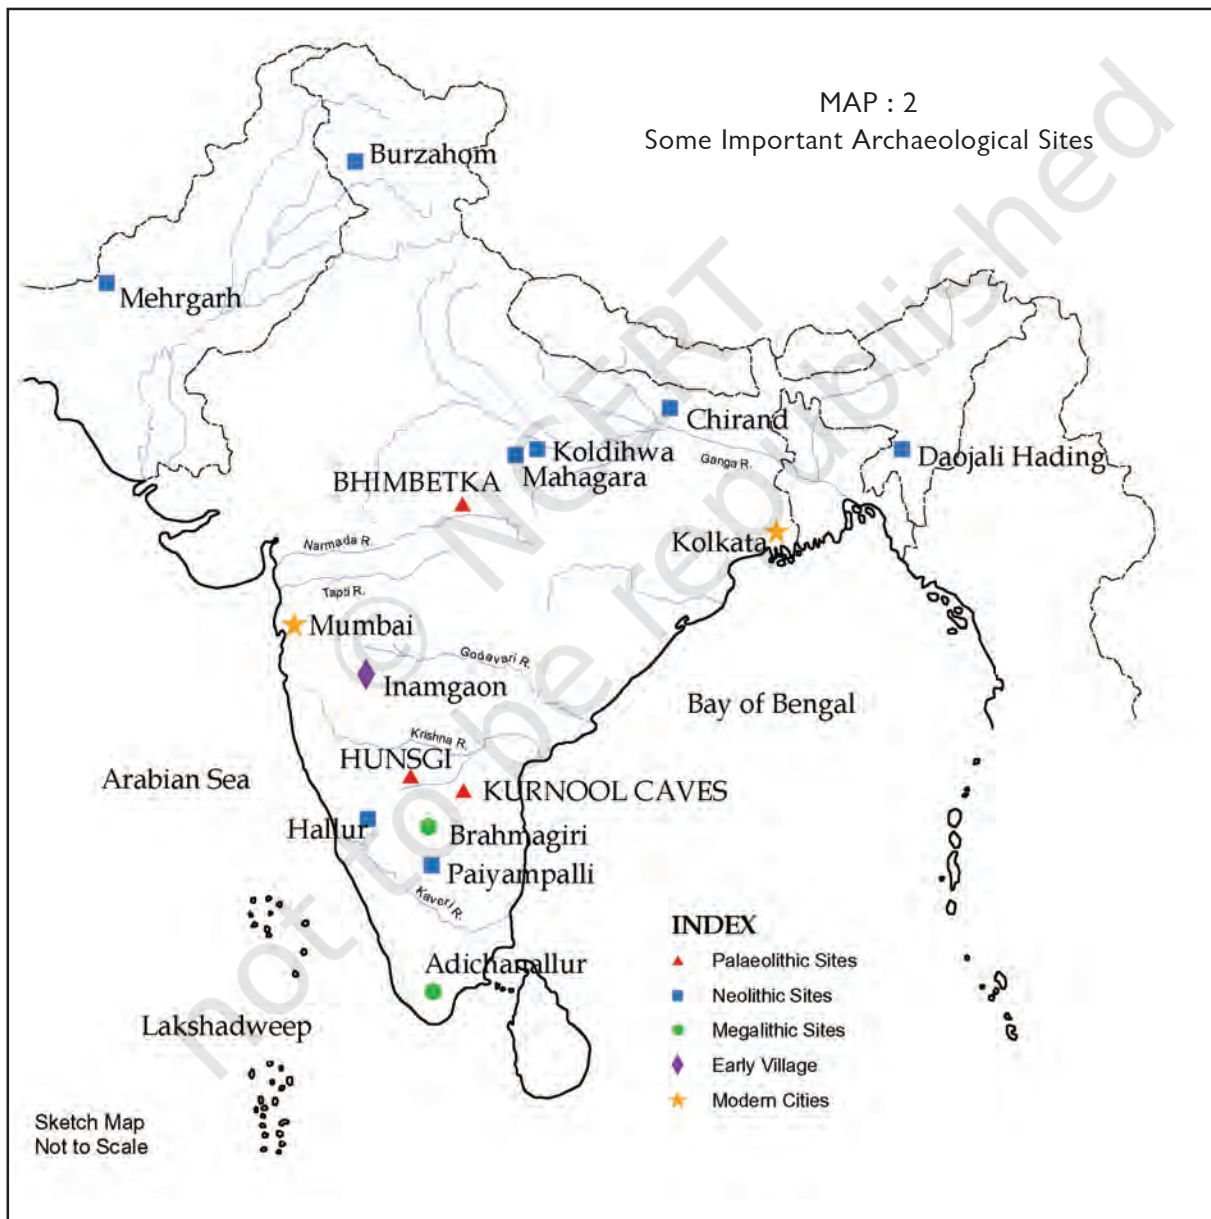 MAP : 2
Some Important Archaeological Sites
Burzahom
Mehrgarh
Chirand
Koldihwa
Mahagara
Daojali Hading
Ganga R.
BHIMBETKA
Kolkata
Narmada R.
Tapti R.
Mumbai
Godavari R.
Inamgaon
Bay of Bengal
Krishna R.
HUNSGI
Arabian Sea
KURNOOL CAVES
Hallur
Brahmagiri
Paiyampalli
Kaveri R.
Adichanallur
Lakshadweep
INDEX
Palaeolithic Sites
Neolithic Sites
Megalithic Sites
Early Village
Modern Cities
Sketch Map
Not to Scale
© NCERT
not to be republished